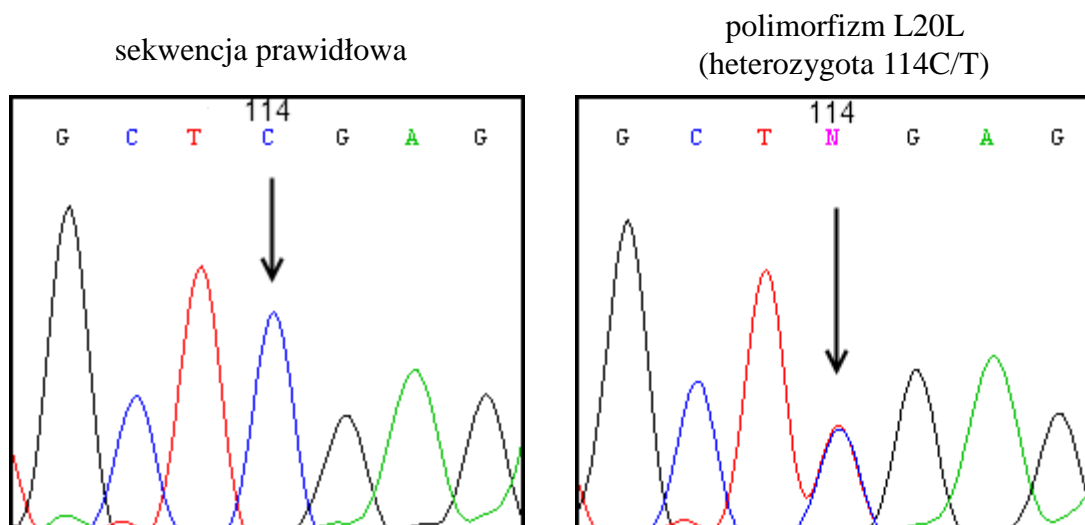 sekwencja prawidłowa
114
G C T C G A G
polimorfizm L20L
(heterozygota 114C/T)
114
G C T N G A G